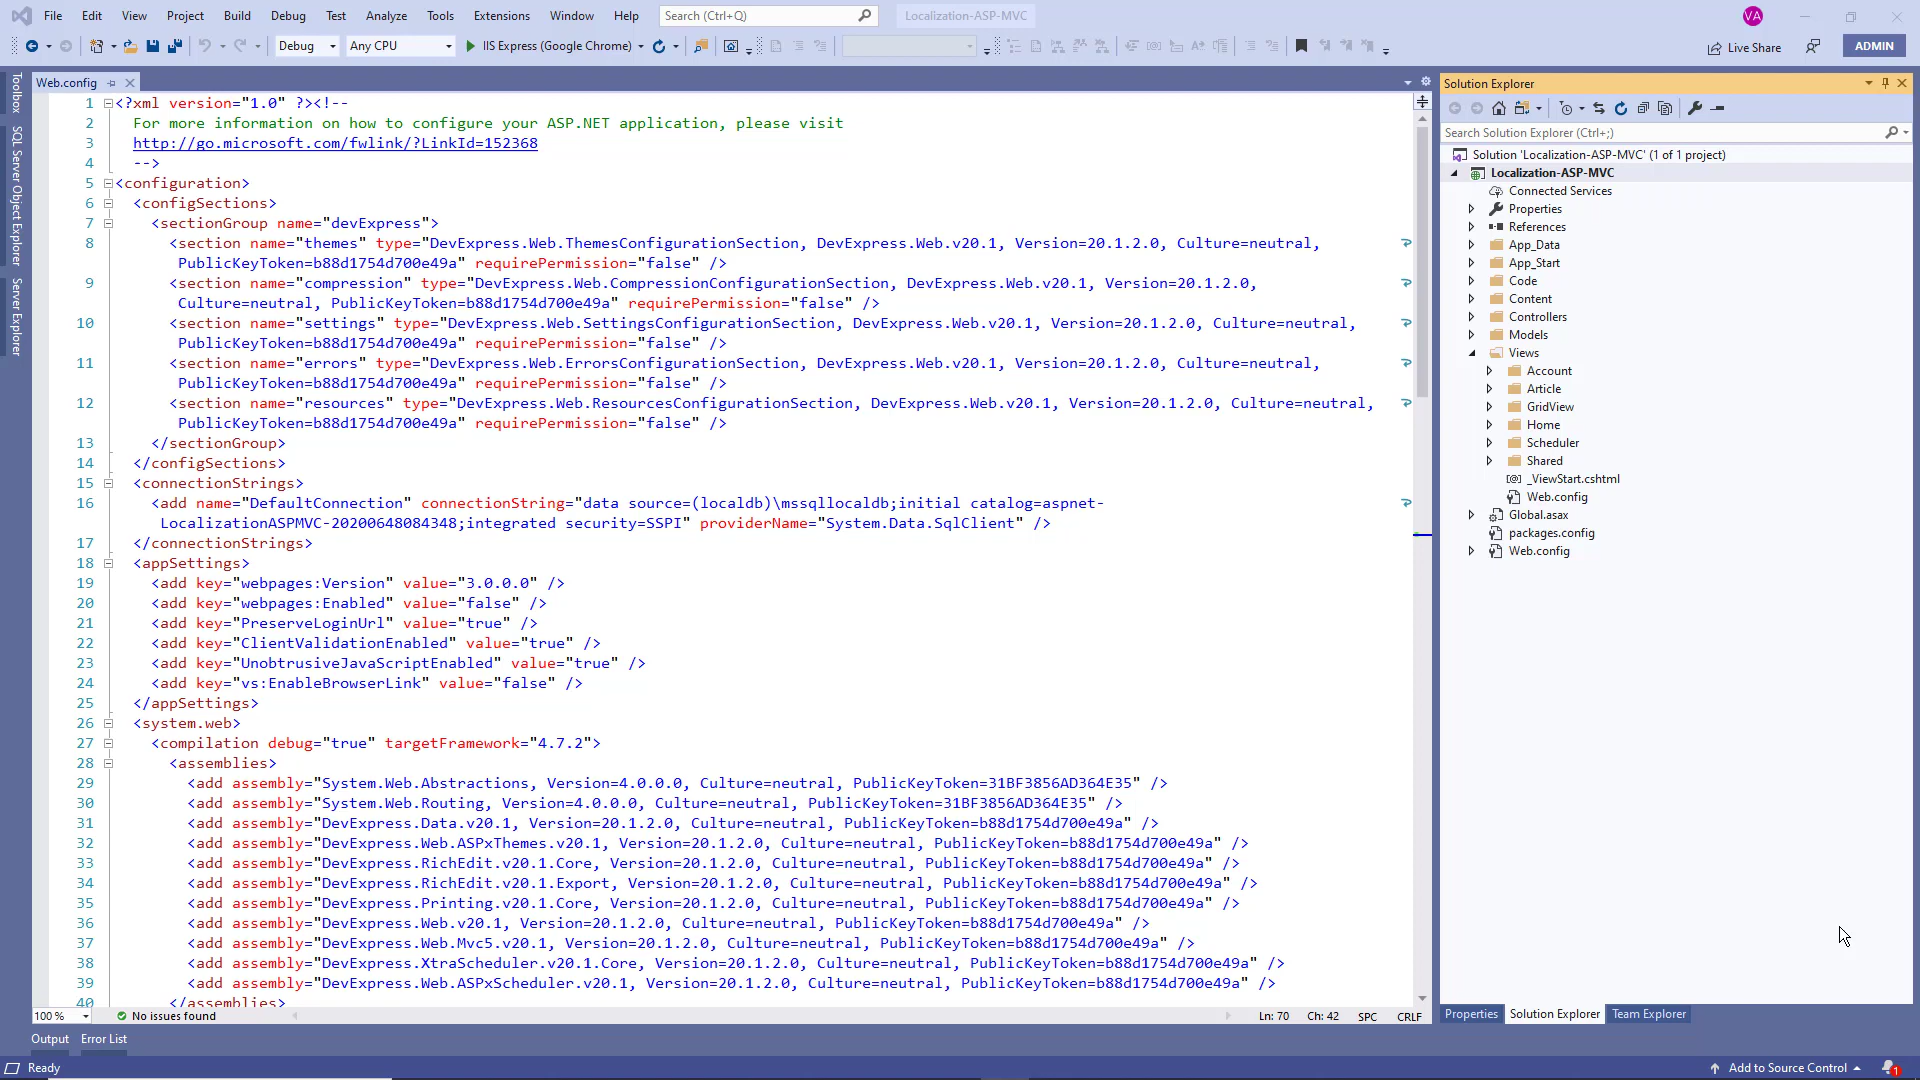 File Edit View Project Build Debug Test Analyze Tools Extensions Window Help Search (Ctrl+Q) Localization-ASP-MVC VA
Debug Any CPU IIS Express (Google Chrome) Live Share ADMIN
Toolbox
SQL Server Object Explorer
Server Explorer
Web.config
1 <?xml version="1.0" ?><!--
2 For more information on how to configure your ASP.NET application, please visit
3 http://go.microsoft.com/fwlink/?LinkId=152368
4 -->
5 <configuration>
6 <configSections>
7 <sectionGroup name="devExpress">
8 <section name="themes" type="DevExpress.Web.ThemesConfigurationSection, DevExpress.Web.v20.1, Version=20.1.2.0, Culture=neutral,
PublicKeyToken=b88d1754d700e49a" requirePermission="false" />
9 <section name="compression" type="DevExpress.Web.CompressionConfigurationSection, DevExpress.Web.v20.1, Version=20.1.2.0,
Culture=neutral, PublicKeyToken=b88d1754d700e49a" requirePermission="false" />
10 <section name="settings" type="DevExpress.Web.SettingsConfigurationSection, DevExpress.Web.v20.1, Version=20.1.2.0, Culture=neutral,
PublicKeyToken=b88d1754d700e49a" requirePermission="false" />
11 <section name="errors" type="DevExpress.Web.ErrorsConfigurationSection, DevExpress.Web.v20.1, Version=20.1.2.0, Culture=neutral,
PublicKeyToken=b88d1754d700e49a" requirePermission="false" />
12 <section name="resources" type="DevExpress.Web.ResourcesConfigurationSection, DevExpress.Web.v20.1, Version=20.1.2.0, Culture=neutral,
PublicKeyToken=b88d1754d700e49a" requirePermission="false" />
13 </sectionGroup>
14 </configSections>
15 <connectionStrings>
16 <add name="DefaultConnection" connectionString="data source=(localdb)\mssqllocaldb;initial catalog=aspnet-
LocalizationASPMVC-20200648084348;integrated security=SSPI" providerName="System.Data.SqlClient" />
17 </connectionStrings>
18 <appSettings>
19 <add key="webpages:Version" value="3.0.0.0" />
20 <add key="webpages:Enabled" value="false" />
21 <add key="PreserveLoginUrl" value="true" />
22 <add key="ClientValidationEnabled" value="true" />
23 <add key="UnobtrusiveJavaScriptEnabled" value="true" />
24 <add key="vs:EnableBrowserLink" value="false" />
25 </appSettings>
26 <system.web>
27 <compilation debug="true" targetFramework="4.7.2">
28 <assemblies>
29 <add assembly="System.Web.Abstractions, Version=4.0.0.0, Culture=neutral, PublicKeyToken=31BF3856AD364E35" />
30 <add assembly="System.Web.Routing, Version=4.0.0.0, Culture=neutral, PublicKeyToken=31BF3856AD364E35" />
31 <add assembly="DevExpress.Data.v20.1, Version=20.1.2.0, Culture=neutral, PublicKeyToken=b88d1754d700e49a" />
32 <add assembly="DevExpress.Web.ASPxThemes.v20.1, Version=20.1.2.0, Culture=neutral, PublicKeyToken=b88d1754d700e49a" />
33 <add assembly="DevExpress.RichEdit.v20.1.Core, Version=20.1.2.0, Culture=neutral, PublicKeyToken=b88d1754d700e49a" />
34 <add assembly="DevExpress.RichEdit.v20.1.Export, Version=20.1.2.0, Culture=neutral, PublicKeyToken=b88d1754d700e49a" />
35 <add assembly="DevExpress.Printing.v20.1.Core, Version=20.1.2.0, Culture=neutral, PublicKeyToken=b88d1754d700e49a" />
36 <add assembly="DevExpress.Web.v20.1, Version=20.1.2.0, Culture=neutral, PublicKeyToken=b88d1754d700e49a" />
37 <add assembly="DevExpress.Web.Mvc5.v20.1, Version=20.1.2.0, Culture=neutral, PublicKeyToken=b88d1754d700e49a" />
38 <add assembly="DevExpress.XtraScheduler.v20.1.Core, Version=20.1.2.0, Culture=neutral, PublicKeyToken=b88d1754d700e49a" />
39 <add assembly="DevExpress.Web.ASPxScheduler.v20.1, Version=20.1.2.0, Culture=neutral, PublicKeyToken=b88d1754d700e49a" />
40 </assemblies>
100 % No issues found Ln: 70 Ch: 42 SPC CRLF
Solution Explorer
Search Solution Explorer (Ctrl+;)
Solution 'Localization-ASP-MVC' (1 of 1 project)
Localization-ASP-MVC
Connected Services
Properties
References
App_Data
App_Start
Code
Content
Controllers
Models
Views
Account
Article
GridView
Home
Scheduler
Shared
_ViewStart.cshtml
Web.config
Global.asax
packages.config
Web.config
Properties Solution Explorer Team Explorer
Output Error List
Ready Add to Source Control 1